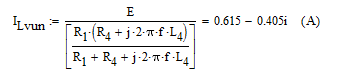 I_Lvun := E / [ R_1·(R_4 + j·2·π·f·L_4) / (R_1 + R_4 + j·2·π·f·L_4) ] = 0.615 − 0.405i (A)